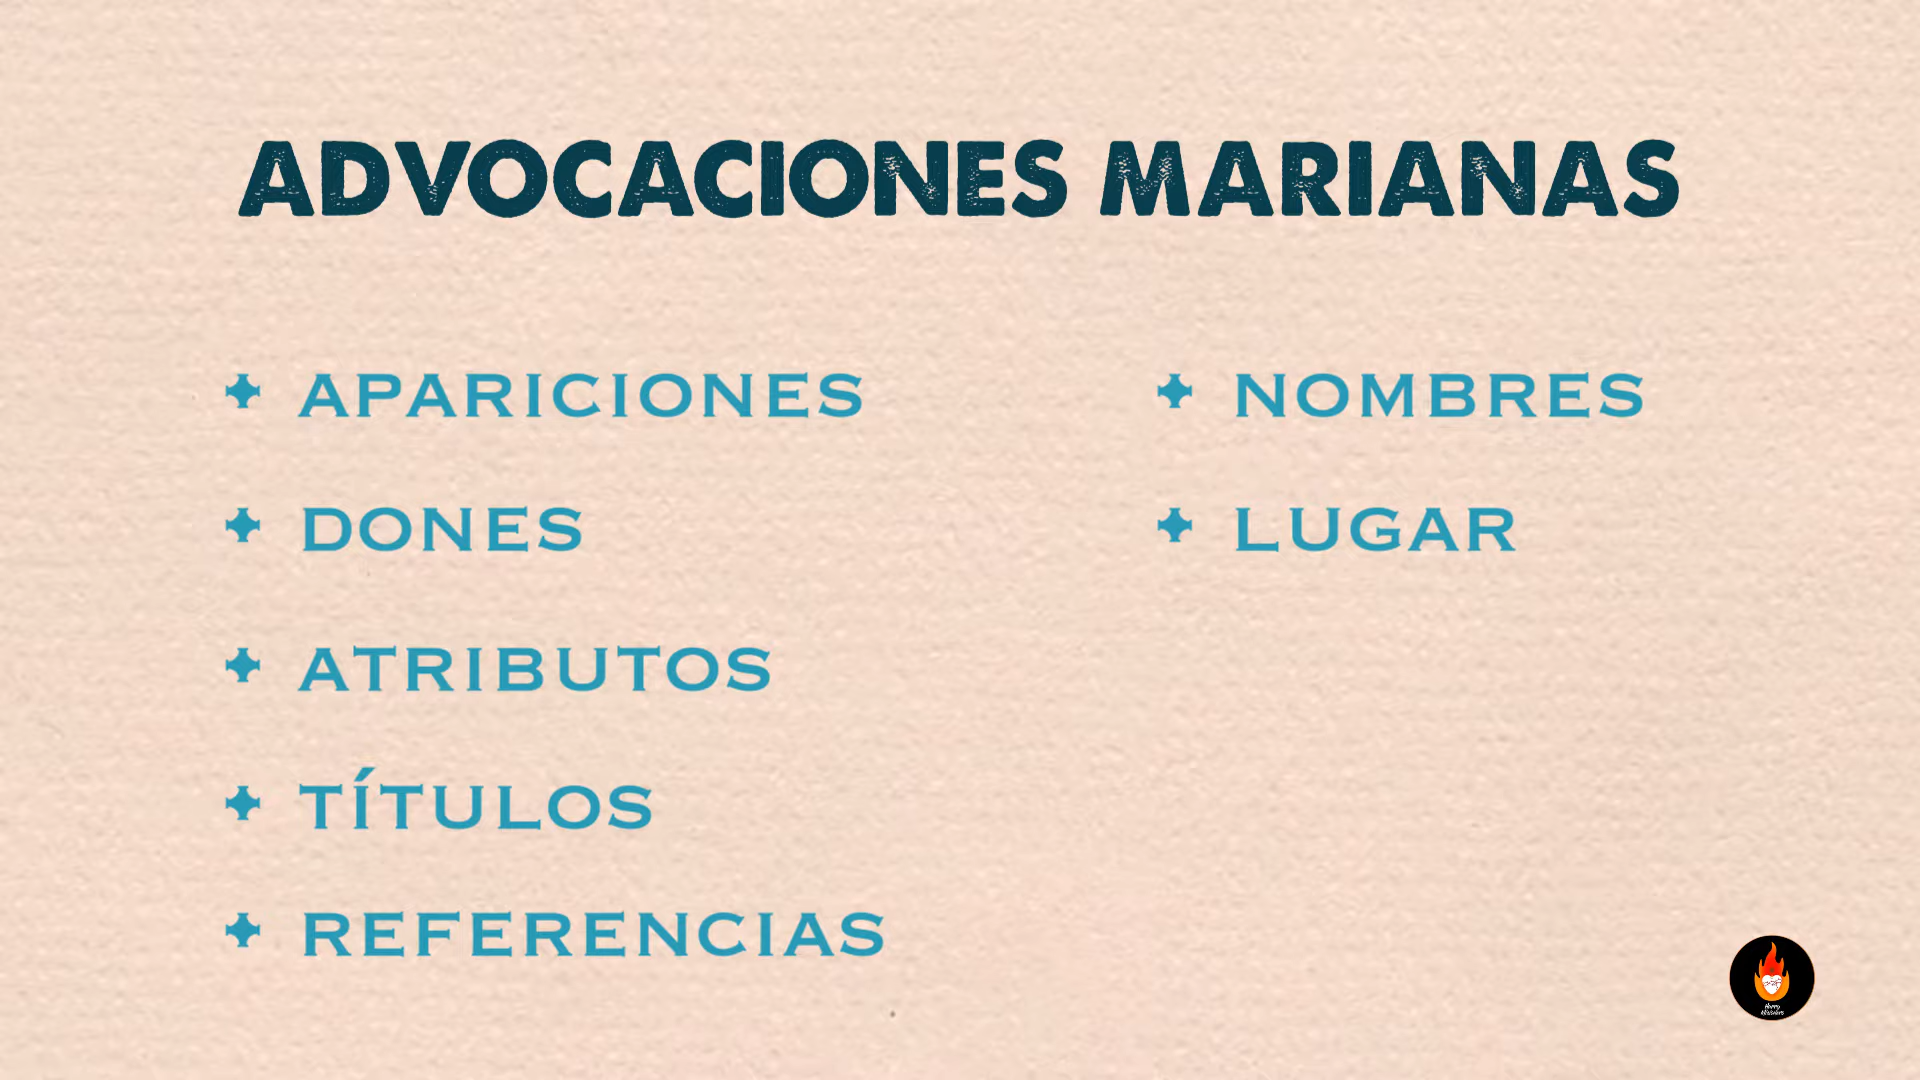 ADVOCACIONES MARIANAS
APARICIONES
DONES
ATRIBUTOS
TÍTULOS
REFERENCIAS
NOMBRES
LUGAR